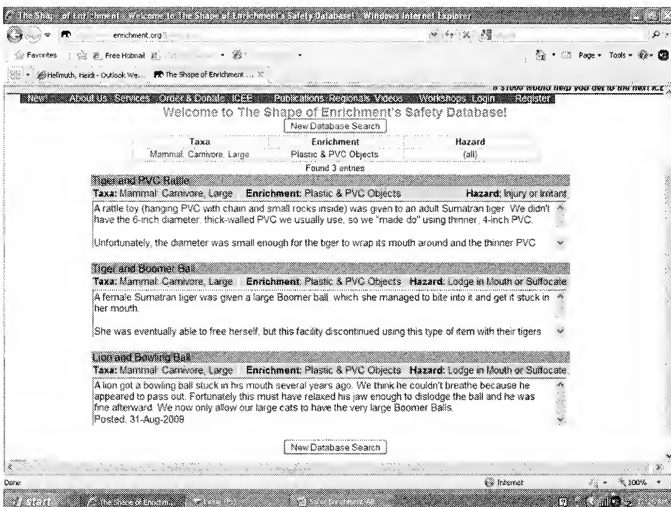 The Shape of Enrichment - Welcome to The Shape of Enrichment's Safety Database! - Windows Internet Explorer
enrichment.org
Favorites Free Hotmail
Page Tools
Hellmuth, Heidi - Outlook We... The Shape of Enrichment ...
if $1000 would help you get to the next ICE
New! About Us Services Order & Donate ICEE Publications Regionals Videos Workshops Login Register
Welcome to The Shape of Enrichment's Safety Database!
New Database Search
Taxa Enrichment Hazard
Mammal: Carnivore, Large Plastic & PVC Objects (all)
Found 3 entries
Tiger and PVC Rattle
Taxa: Mammal: Carnivore, Large Enrichment: Plastic & PVC Objects Hazard: Injury or Irritant
A rattle toy (hanging PVC with chain and small rocks inside) was given to an adult Sumatran tiger. We didn't
have the 6-inch diameter, thick-walled PVC we usually use, so we "made do" using thinner, 4-inch PVC.
Unfortunately, the diameter was small enough for the tiger to wrap its mouth around and the thinner PVC
Tiger and Boomer Ball
Taxa: Mammal: Carnivore, Large Enrichment: Plastic & PVC Objects Hazard: Lodge in Mouth or Suffocate
A female Sumatran tiger was given a large Boomer ball, which she managed to bite into it and get it stuck in
her mouth.
She was eventually able to free herself, but this facility discontinued using this type of item with their tigers
Lion and Bowling Ball
Taxa: Mammal: Carnivore, Large Enrichment: Plastic & PVC Objects Hazard: Lodge in Mouth or Suffocate
A lion got a bowling ball stuck in his mouth several years ago. We think he couldn't breathe because he
appeared to pass out. Fortunately this must have relaxed his jaw enough to dislodge the ball and he was
fine afterward. We now only allow our large cats to have the very large Boomer Balls.
Posted: 31-Aug-2009
New Database Search
Done Internet 100%
start The Shape of Enrichm...